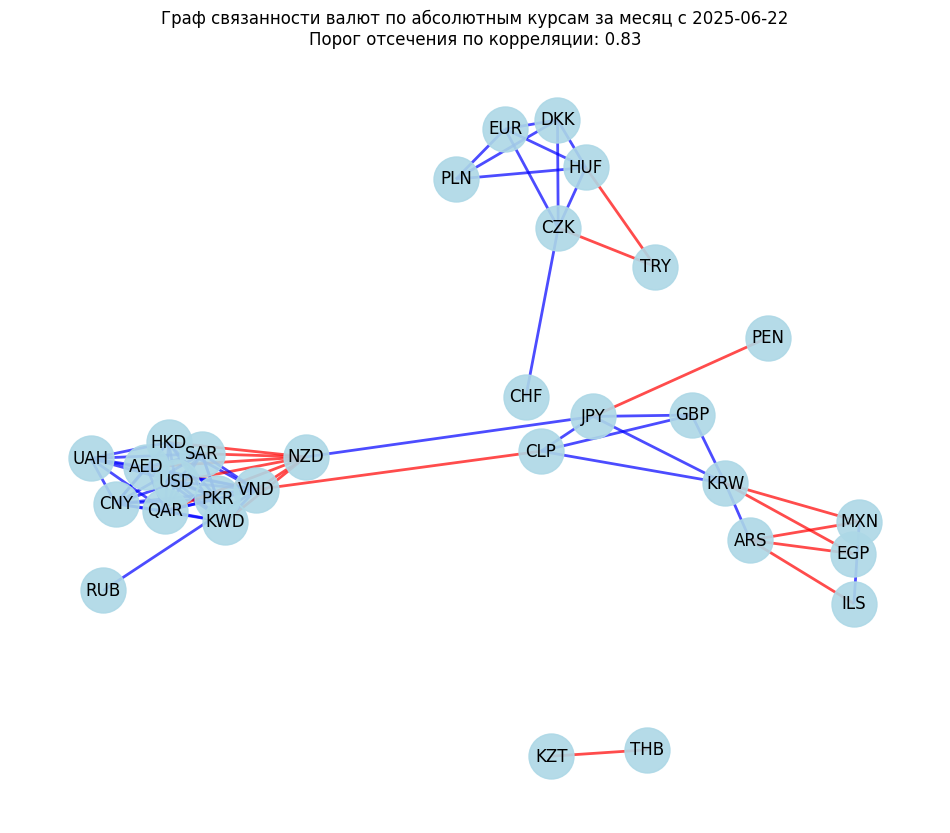 Граф связанности валют по абсолютным курсам за месяц с 2025-06-22
Порог отсечения по корреляции: 0.83
DKK
EUR
HUF
PLN
CZK
TRY
PEN
CHF
JPY
GBP
HKD
SAR
CLP
UAH
AED
NZD
USD
VND
KRW
CNY
PKR
QAR
KWD
MXN
ARS
EGP
RUB
ILS
THB
KZT